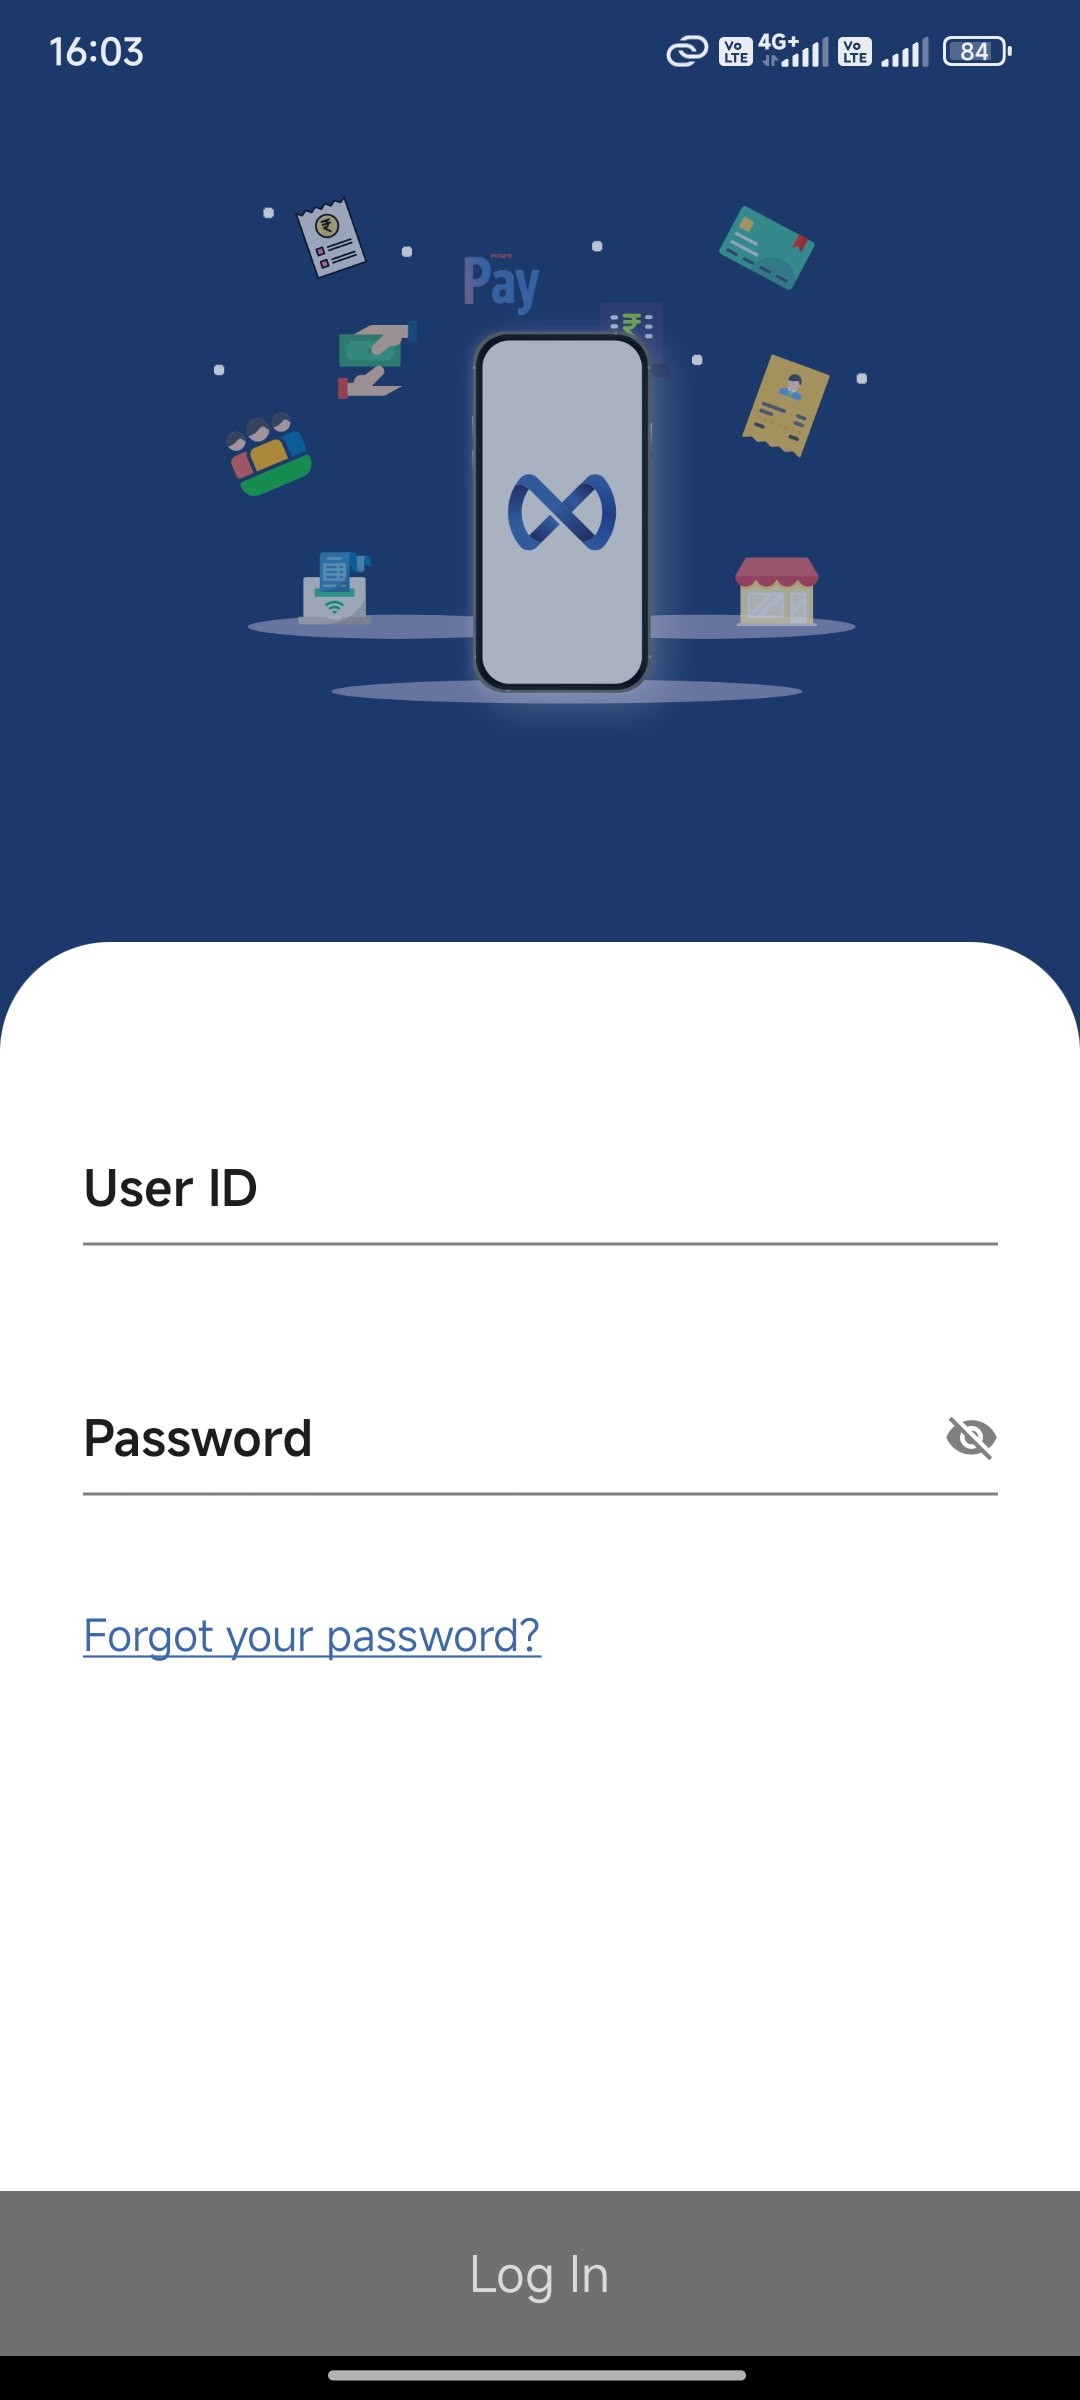 16:03
Vo LTE 4G+ Vo LTE 84
Instant
Pay
₹
₹
User ID
Password
Forgot your password?
Log In